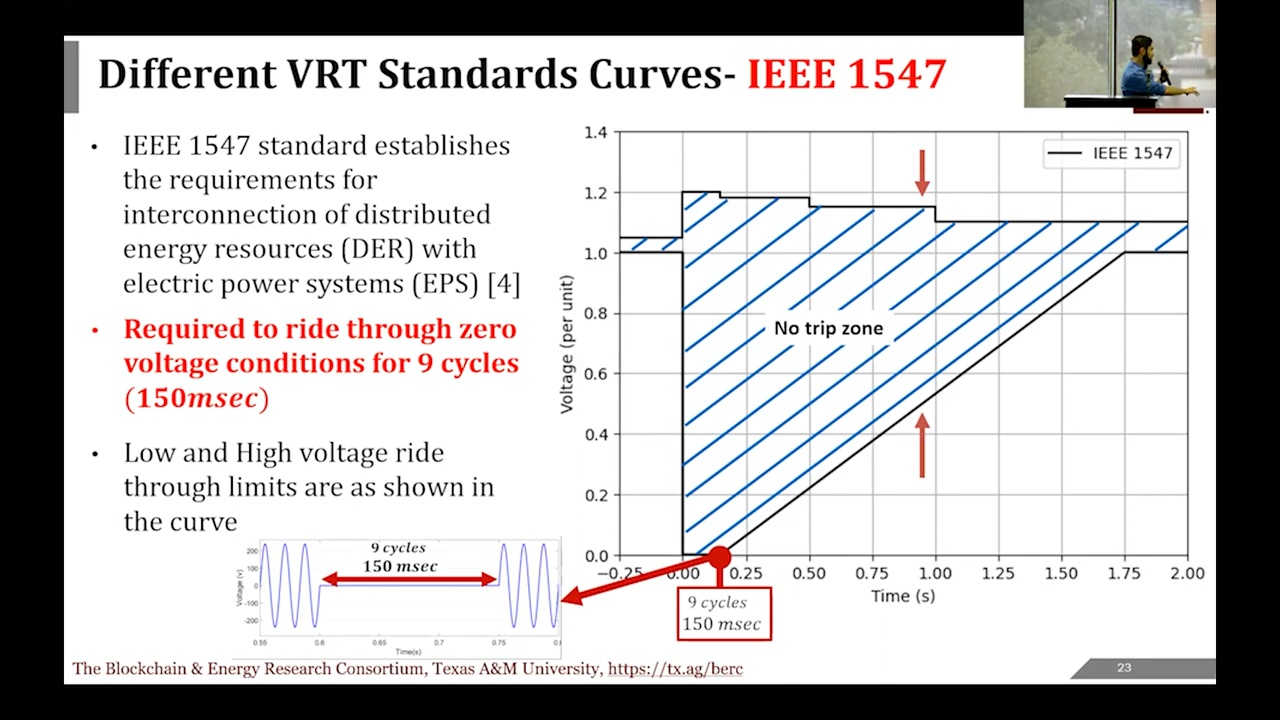 Different VRT Standards Curves- IEEE 1547
• IEEE 1547 standard establishes
the requirements for
interconnection of distributed
energy resources (DER) with
electric power systems (EPS) [4]
• Required to ride through zero
voltage conditions for 9 cycles
(150msec)
• Low and High voltage ride
through limits are as shown in
the curve
IEEE 1547
1.4
1.2
1.0
0.8
0.6
0.4
0.2
0.0
Voltage (per unit)
No trip zone
−0.25 0.00 0.25 0.50 0.75 1.00 1.25 1.50 1.75 2.00
Time (s)
9 cycles
150 msec
9 cycles
150 msec
200
100
0
-100
-200
Voltage (v)
0.55 0.6 0.65 0.7 0.75
Time(s)
The Blockchain & Energy Research Consortium, Texas A&M University, https://tx.ag/berc
23